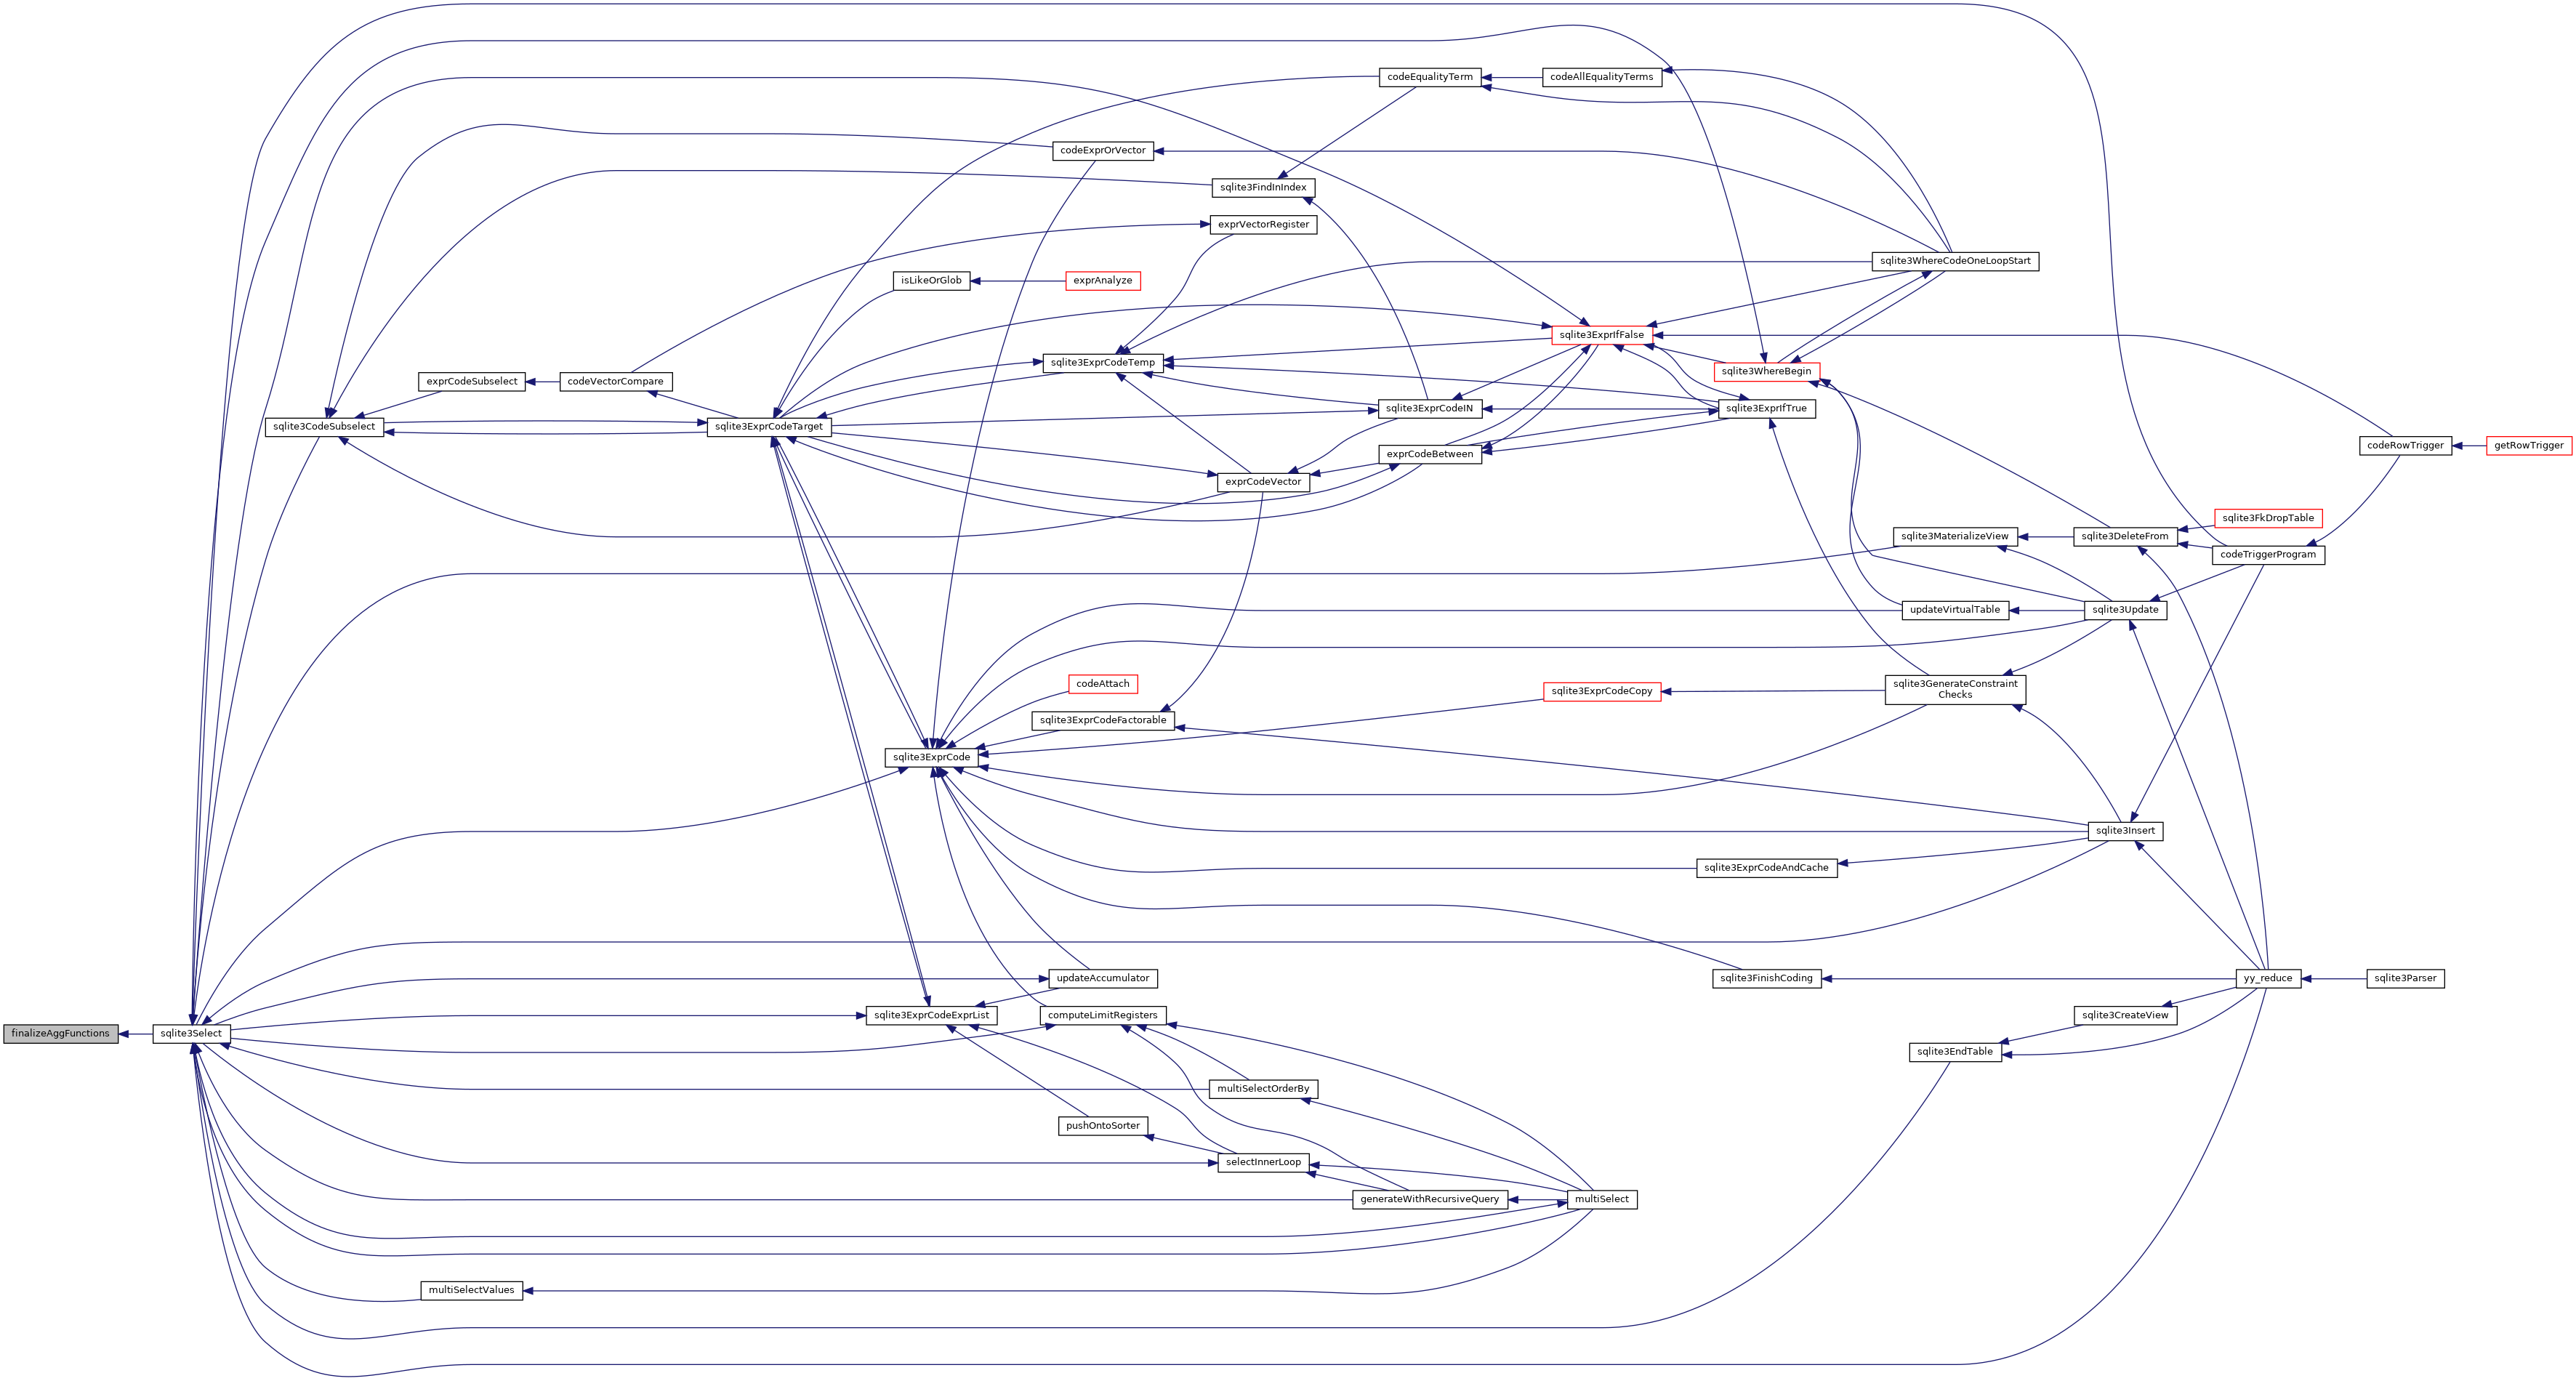 codeEqualityTerm
codeAllEqualityTerms
codeExprOrVector
sqlite3FindInIndex
exprVectorRegister
sqlite3WhereCodeOneLoopStart
isLikeOrGlob
exprAnalyze
sqlite3ExprIfFalse
sqlite3ExprCodeTemp
sqlite3WhereBegin
exprCodeSubselect
codeVectorCompare
sqlite3ExprCodeIN
sqlite3ExprIfTrue
sqlite3CodeSubselect
sqlite3ExprCodeTarget
codeRowTrigger
getRowTrigger
exprCodeBetween
exprCodeVector
sqlite3FkDropTable
sqlite3MaterializeView
sqlite3DeleteFrom
codeTriggerProgram
updateVirtualTable
sqlite3Update
codeAttach
sqlite3ExprCodeCopy
sqlite3GenerateConstraint
Checks
sqlite3ExprCodeFactorable
sqlite3ExprCode
sqlite3Insert
sqlite3ExprCodeAndCache
updateAccumulator
sqlite3FinishCoding
yy_reduce
sqlite3Parser
sqlite3ExprCodeExprList
computeLimitRegisters
sqlite3CreateView
finalizeAggFunctions
sqlite3Select
sqlite3EndTable
multiSelectOrderBy
pushOntoSorter
selectInnerLoop
generateWithRecursiveQuery
multiSelect
multiSelectValues